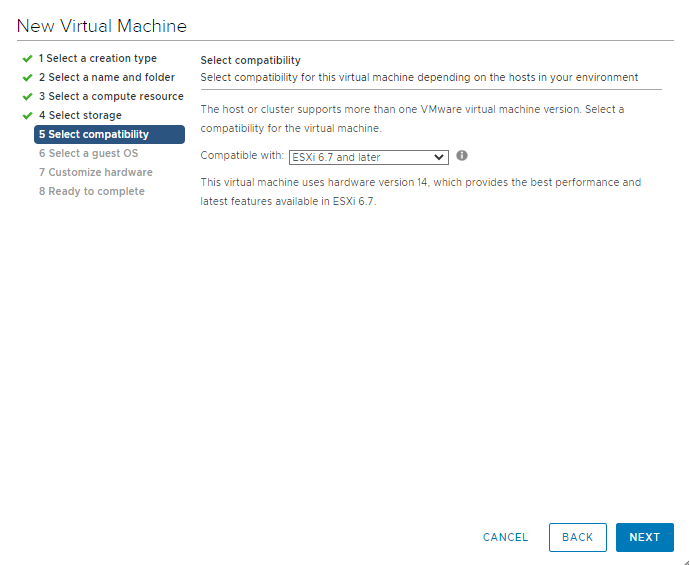 New Virtual Machine
1 Select a creation type
2 Select a name and folder
3 Select a compute resource
4 Select storage
5 Select compatibility
6 Select a guest OS
7 Customize hardware
8 Ready to complete
Select compatibility
Select compatibility for this virtual machine depending on the hosts in your environment
The host or cluster supports more than one VMware virtual machine version. Select a
compatibility for the virtual machine.
Compatible with: ESXi 6.7 and later
This virtual machine uses hardware version 14, which provides the best performance and
latest features available in ESXi 6.7.
CANCEL BACK NEXT